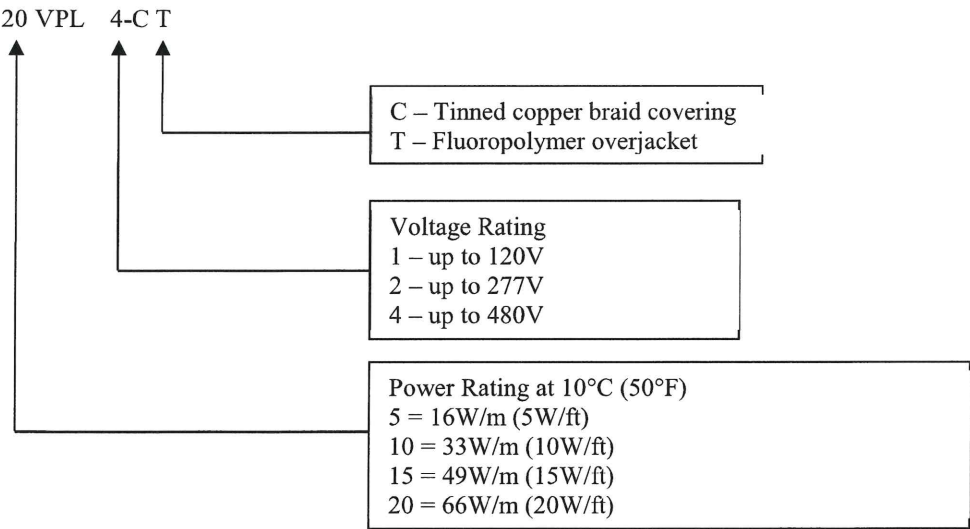 20 VPL 4-C T
C – Tinned copper braid covering
T – Fluoropolymer overjacket
Voltage Rating
1 – up to 120V
2 – up to 277V
4 – up to 480V
Power Rating at 10°C (50°F)
5 = 16W/m (5W/ft)
10 = 33W/m (10W/ft)
15 = 49W/m (15W/ft)
20 = 66W/m (20W/ft)